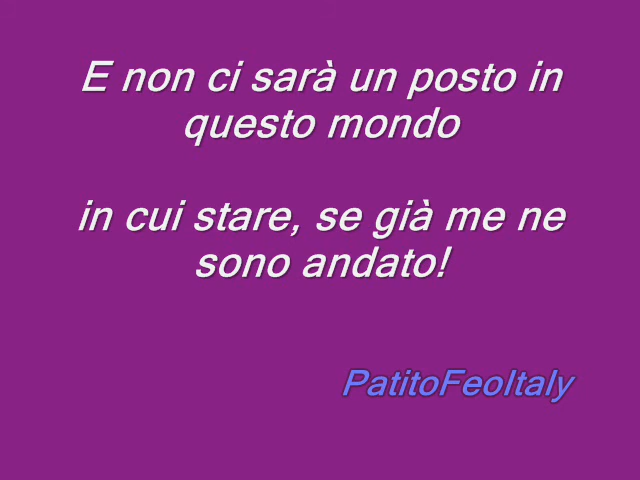 E non ci sarà un posto in
questo mondo
in cui stare, se già me ne
sono andato!
PatitoFeoItaly